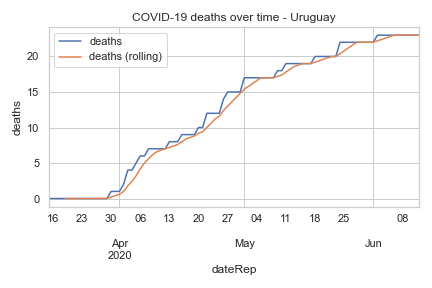 COVID-19 deaths over time - Uruguay
deaths
deaths (rolling)
deaths
20
15
10
5
0
16 23 30 06 13 20 27 04 11 18 25 08
Apr May Jun
2020
dateRep